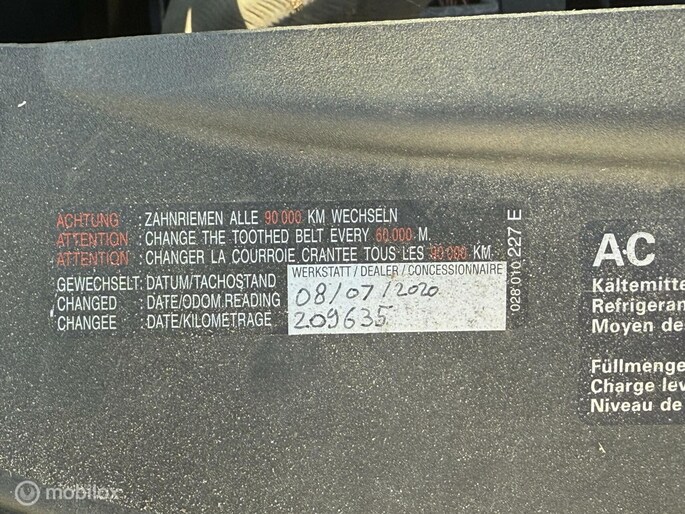 ACHTUNG : ZAHNRIEMEN ALLE 90 000 KM WECHSELN
ATTENTION : CHANGE THE TOOTHED BELT EVERY 60.000 M.
ATTENTION : CHANGER LA COURROIE CRANTEE TOUS LES 90 000 KM
WERKSTATT / DEALER / CONCESSIONNAIRE
GEWECHSELT: DATUM/TACHOSTAND
CHANGED : DATE/ODOM.READING 08/07/2020
CHANGEE : DATE/KILOMETRAGE 209635
028 010 227 E
AC
Kältemitte
Refrigeran
Moyen de
Füllmenge
Charge lev
Niveau de
mobilox